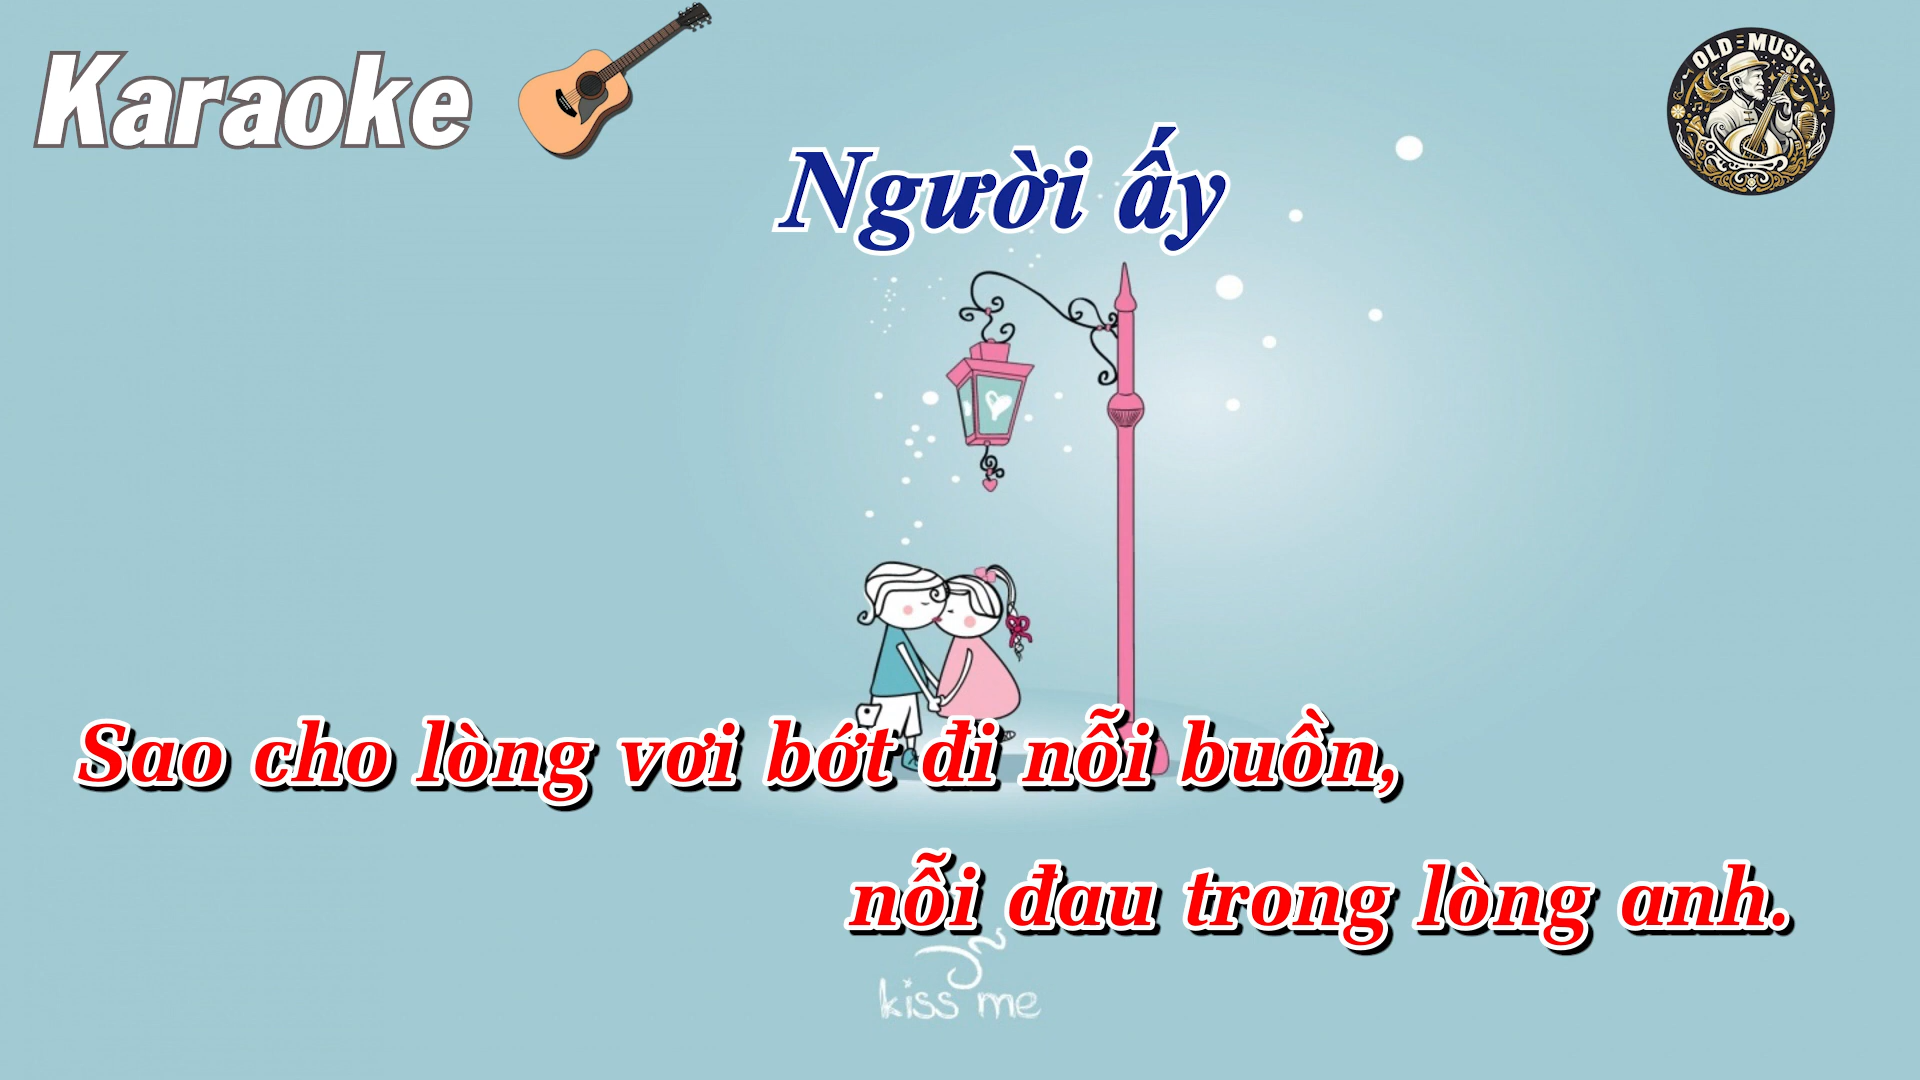 Karaoke
OLD MUSIC
Người ấy
Sao cho lòng vơi bớt đi nỗi buồn,
nỗi đau trong lòng anh.
kiss me